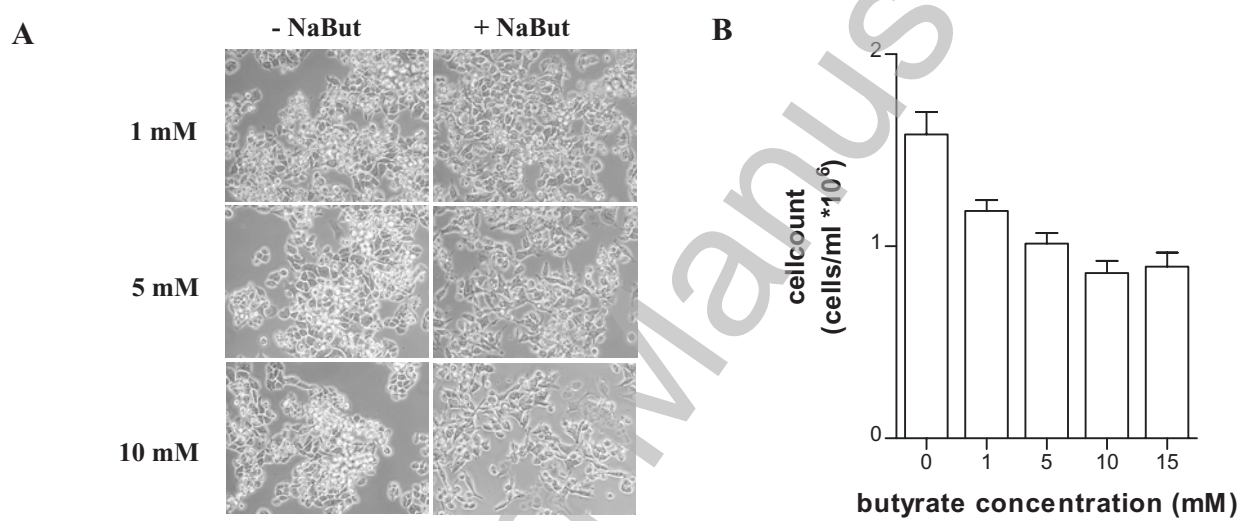 A
- NaBut
+ NaBut
1 mM
5 mM
10 mM
B
2
1
0
cellcount
(cells/ml *10⁶)
0 1 5 10 15
butyrate concentration (mM)
Manus